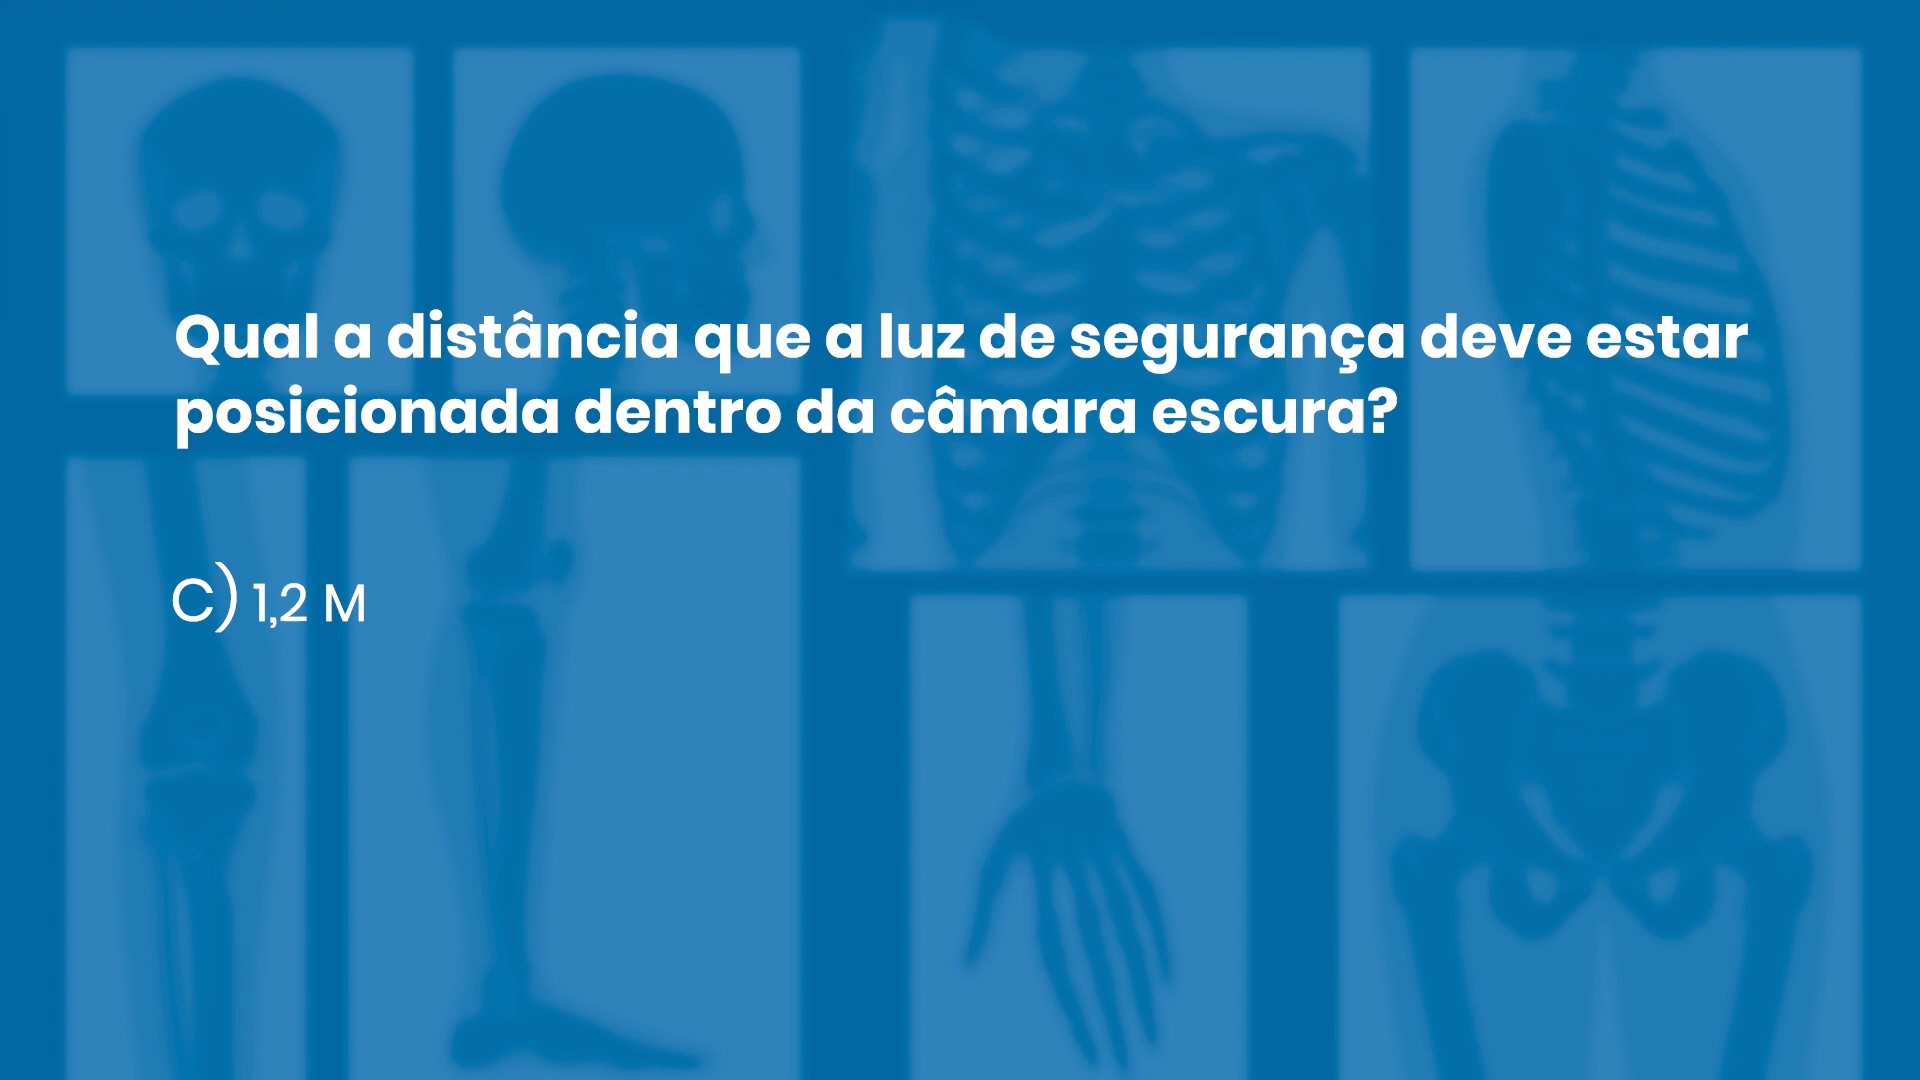 Qual a distância que a luz de segurança deve estar
posicionada dentro da câmara escura?
C) 1,2 M